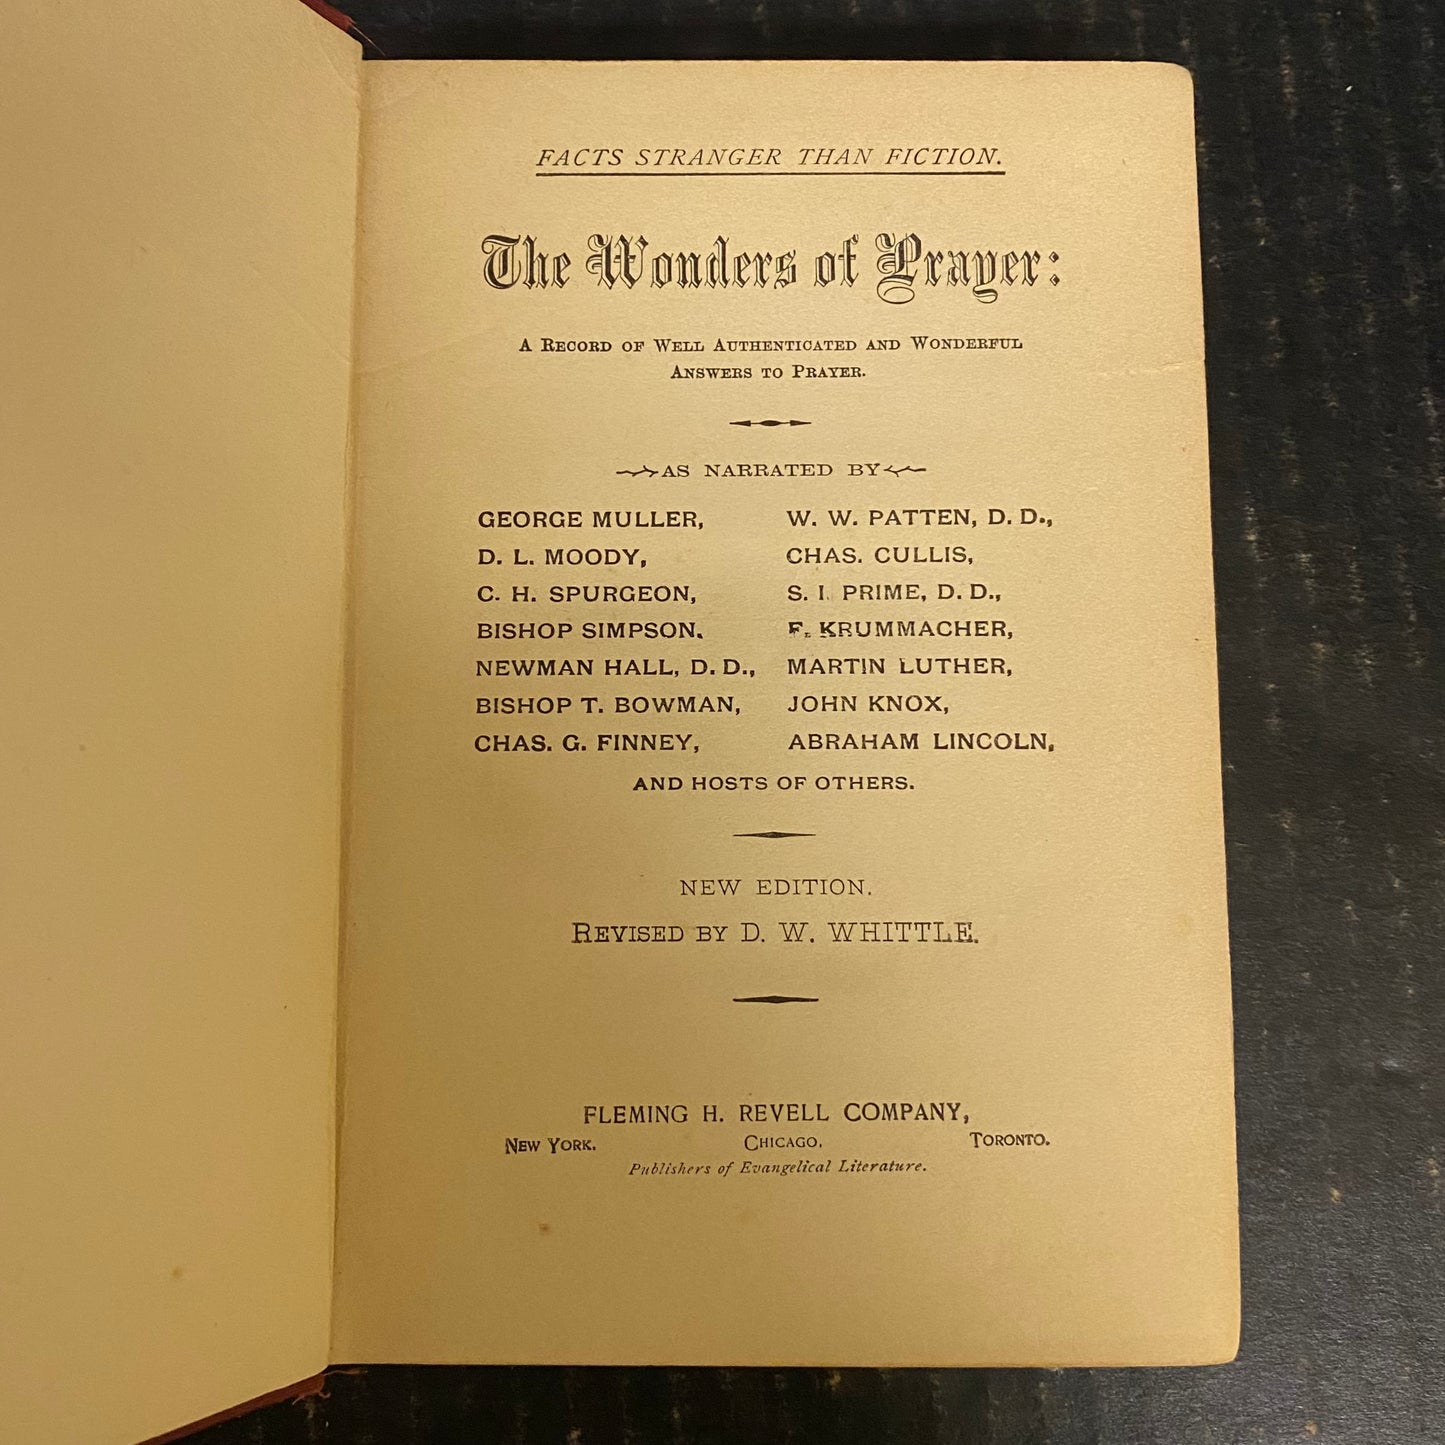 FACTS STRANGER THAN FICTION.
The Wonders of Prayer:
A RECORD OF WELL AUTHENTICATED AND WONDERFUL
ANSWERS TO PRAYER.
AS NARRATED BY
GEORGE MULLER, W. W. PATTEN, D. D.,
D. L. MOODY, CHAS. CULLIS,
C. H. SPURGEON, S. I. PRIME, D. D.,
BISHOP SIMPSON, F. KRUMMACHER,
NEWMAN HALL, D. D., MARTIN LUTHER,
BISHOP T. BOWMAN, JOHN KNOX,
CHAS. G. FINNEY, ABRAHAM LINCOLN,
AND HOSTS OF OTHERS.
NEW EDITION.
REVISED BY D. W. WHITTLE.
FLEMING H. REVELL COMPANY,
NEW YORK. CHICAGO. TORONTO.
Publishers of Evangelical Literature.